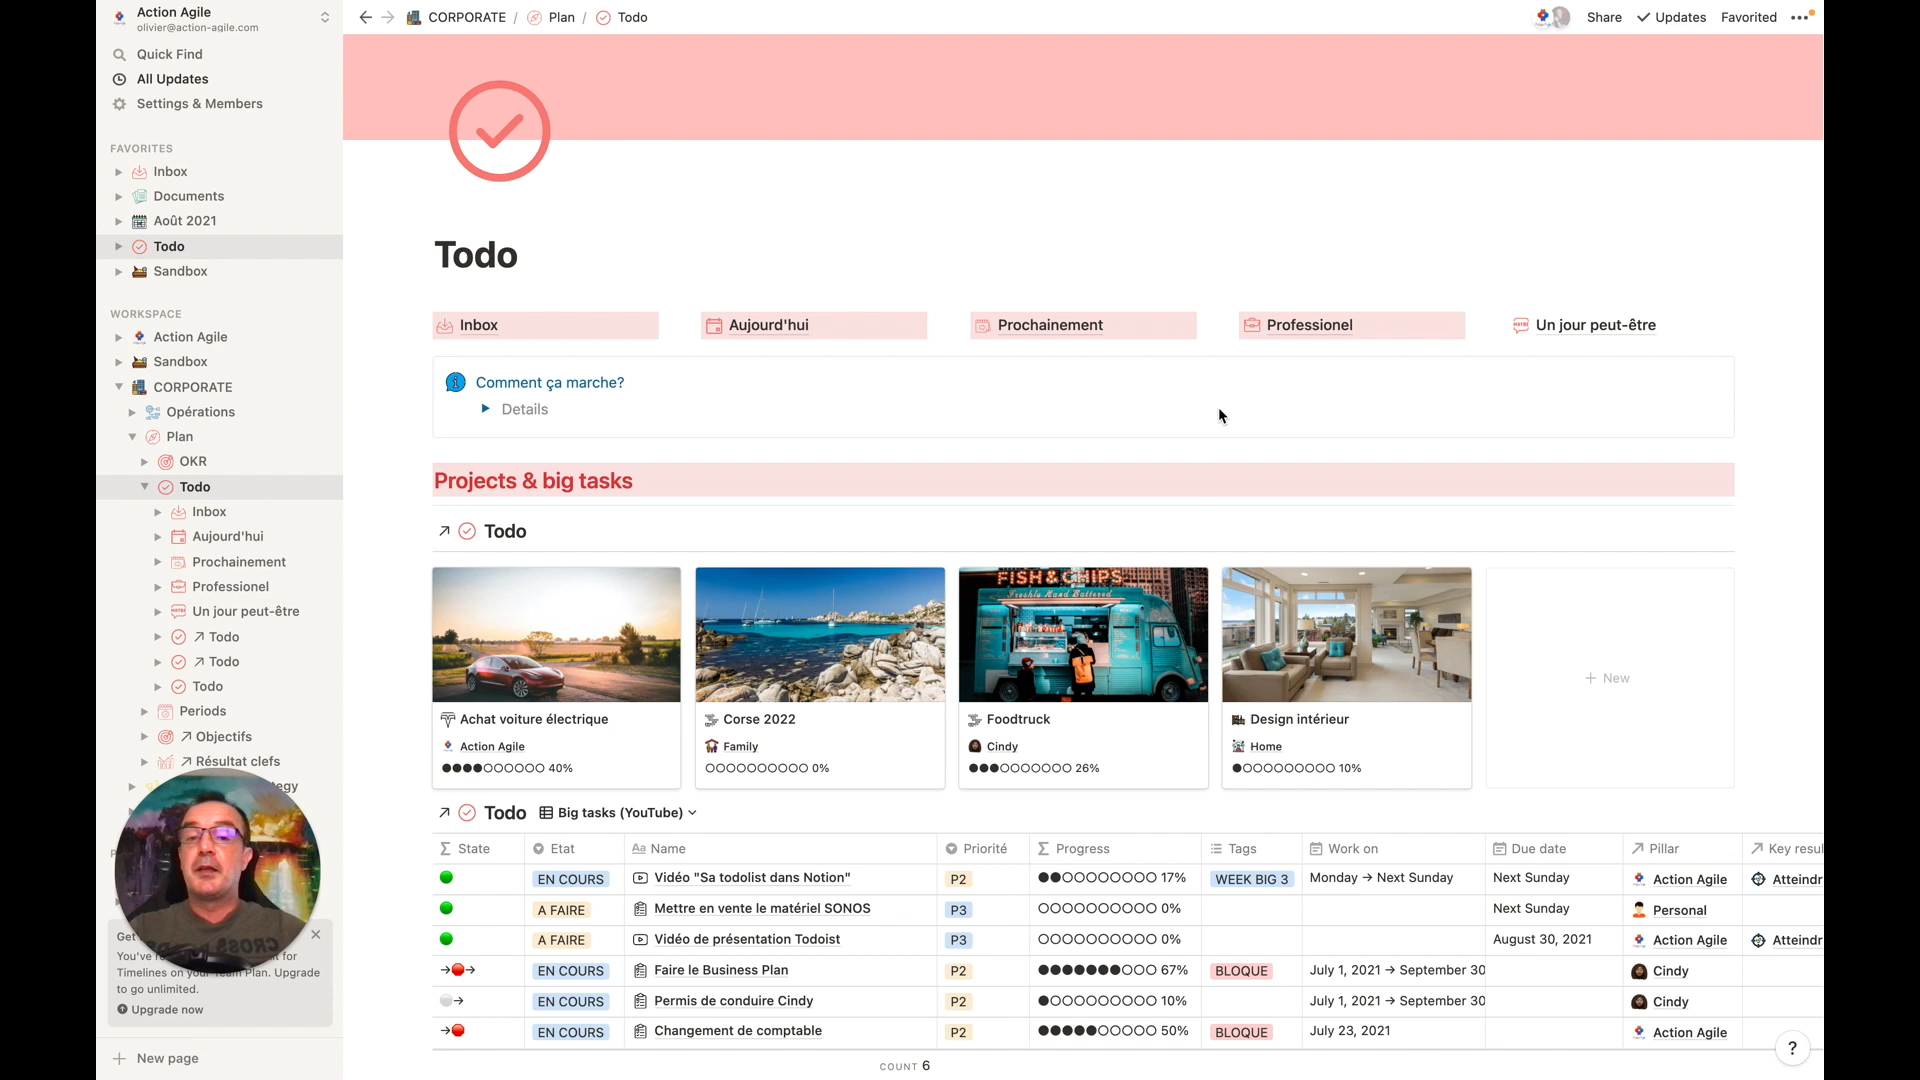 Action Agile
olivier@action-agile.com
Quick Find
All Updates
Settings & Members
FAVORITES
Inbox
Documents
Août 2021
Todo
Sandbox
WORKSPACE
Action Agile
Sandbox
CORPORATE
Opérations
Plan
OKR
Todo
Inbox
Aujourd'hui
Prochainement
Professionel
Un jour peut-être
Todo
Todo
Todo
Periods
Objectifs
Résultat clefs
Get
Timelines on your Team Plan. Upgrade
to go unlimited.
Upgrade now
New page
CORPORATE / Plan / Todo
Share Updates Favorited
Todo
Inbox Aujourd'hui Prochainement Professionel Un jour peut-être
Comment ça marche?
Details
Projects & big tasks
Todo
FISH & CHIPS
Freshly Hand Battered
Achat voiture électrique
Action Agile
40%
Corse 2022
Family
0%
Foodtruck
Cindy
26%
Design intérieur
Home
10%
+ New
Todo Big tasks (YouTube)
State Etat Name Priorité Progress Tags Work on Due date Pillar Key resul
EN COURS Vidéo "Sa todolist dans Notion" P2 17% WEEK BIG 3 Monday → Next Sunday Next Sunday Action Agile Atteindr
A FAIRE Mettre en vente le matériel SONOS P3 0% Next Sunday Personal
A FAIRE Vidéo de présentation Todoist P3 0% August 30, 2021 Action Agile Atteindr
EN COURS Faire le Business Plan P2 67% BLOQUE July 1, 2021 → September 30 Cindy
EN COURS Permis de conduire Cindy P2 10% July 1, 2021 → September 30 Cindy
EN COURS Changement de comptable P2 50% BLOQUE July 23, 2021 Action Agile
COUNT 6
?